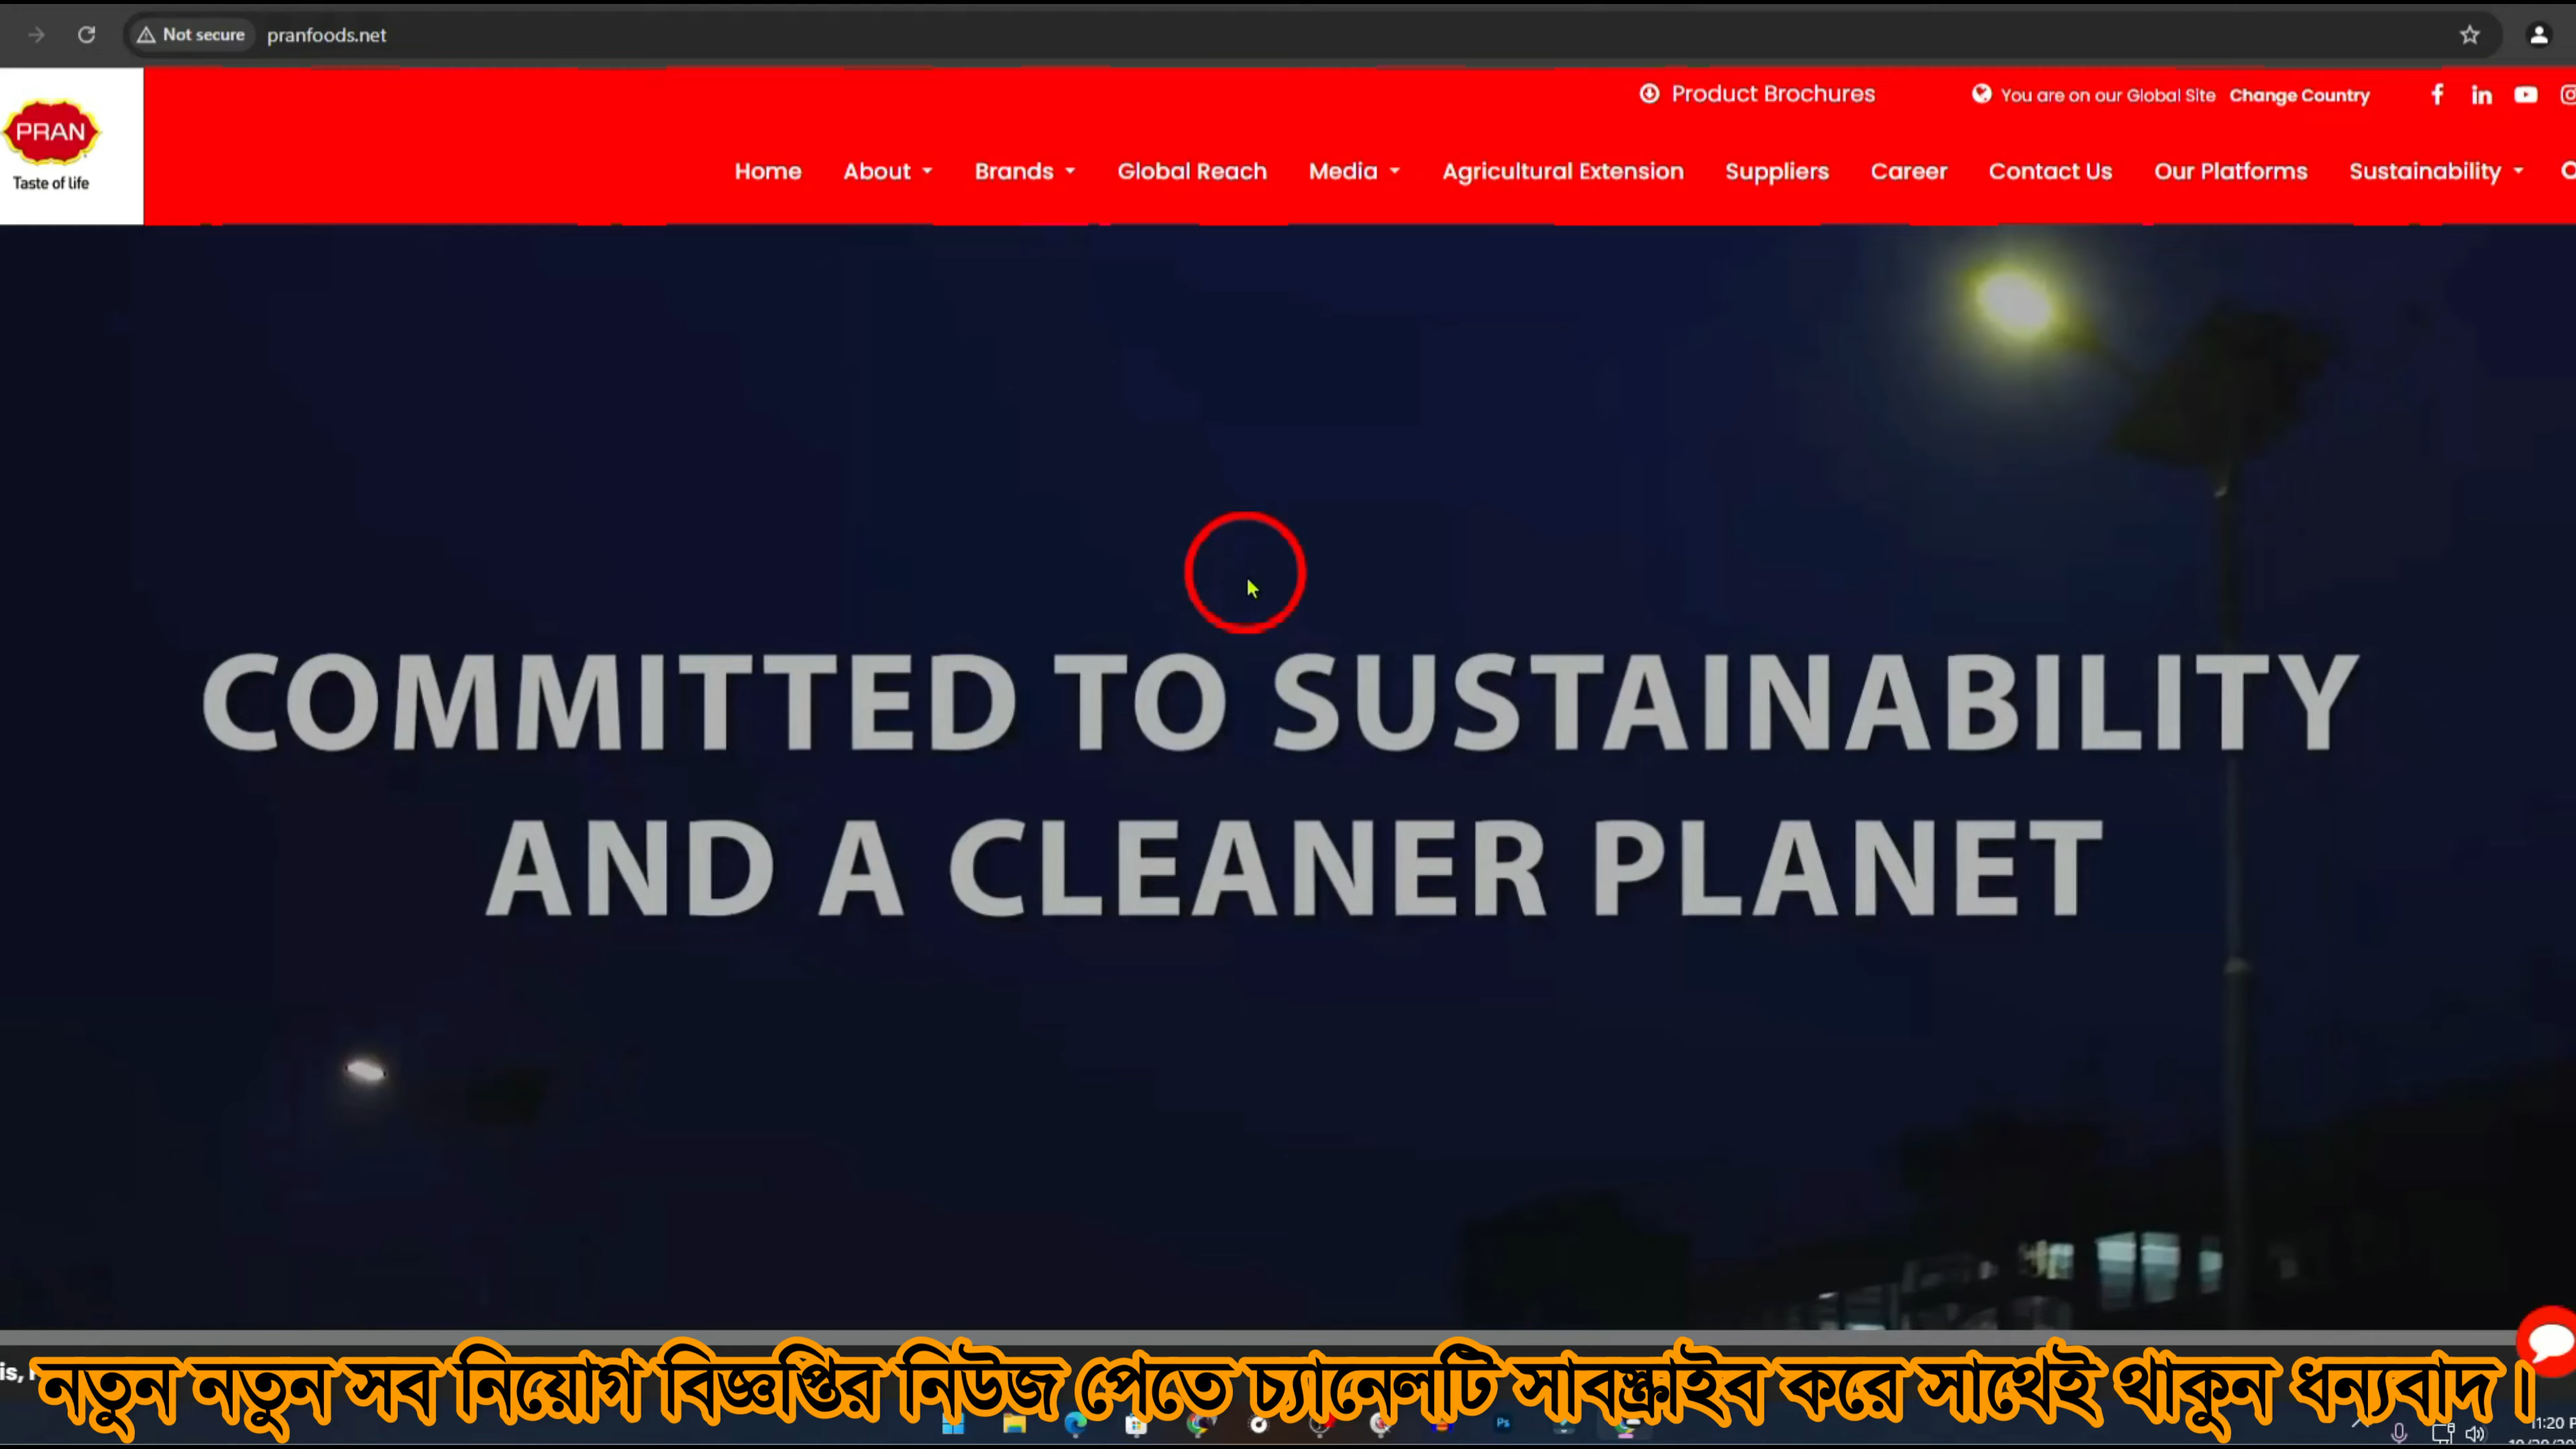 Not secure pranfoods.net
PRAN
Taste of life
Product Brochures You are on our Global Site Change Country
Home About Brands Global Reach Media Agricultural Extension Suppliers Career Contact Us Our Platforms Sustainability
COMMITTED TO SUSTAINABILITY
AND A CLEANER PLANET
নতুন নতুন সব নিয়োগ বিজ্ঞপ্তির নিউজ পেতে চ্যানেলটি সাবস্ক্রাইব করে সাথেই থাকুন ধন্যবাদ।
11:20 P